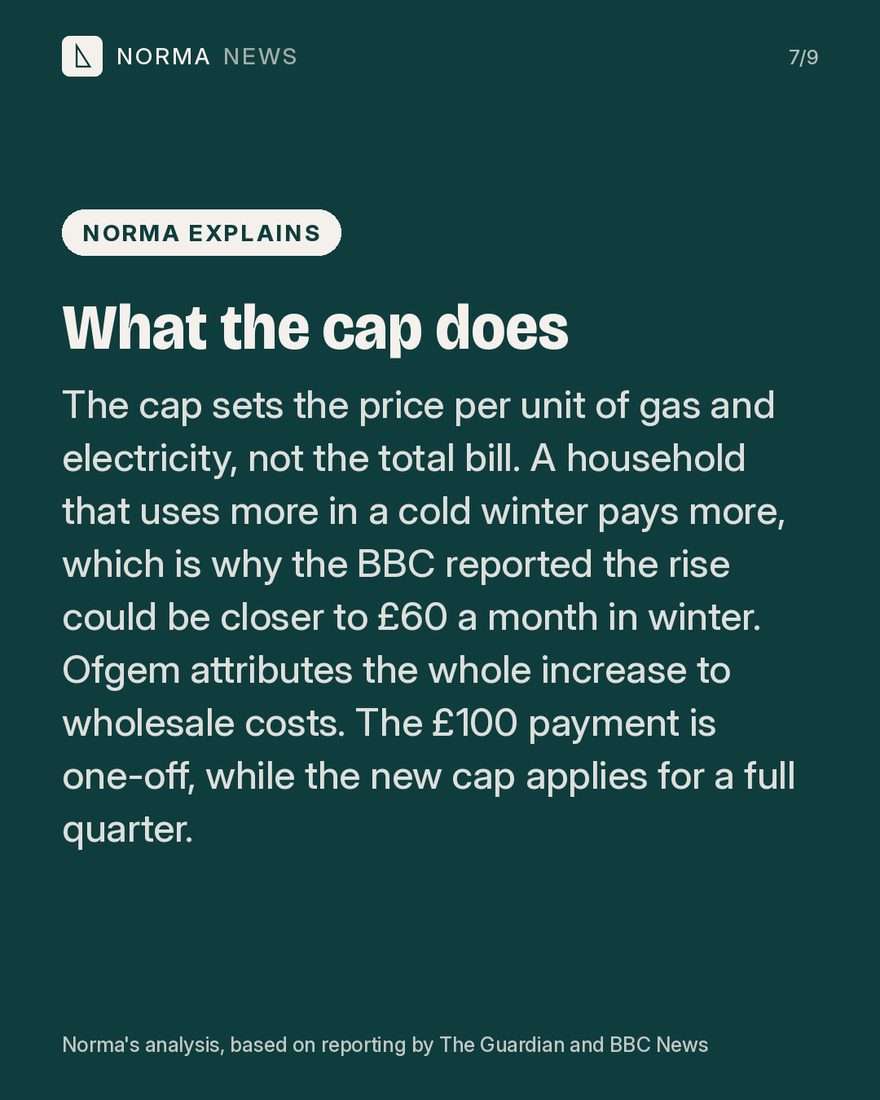 NORMA NEWS
7/9
NORMA EXPLAINS
What the cap does
The cap sets the price per unit of gas and
electricity, not the total bill. A household
that uses more in a cold winter pays more,
which is why the BBC reported the rise
could be closer to £60 a month in winter.
Ofgem attributes the whole increase to
wholesale costs. The £100 payment is
one-off, while the new cap applies for a full
quarter.
Norma's analysis, based on reporting by The Guardian and BBC News